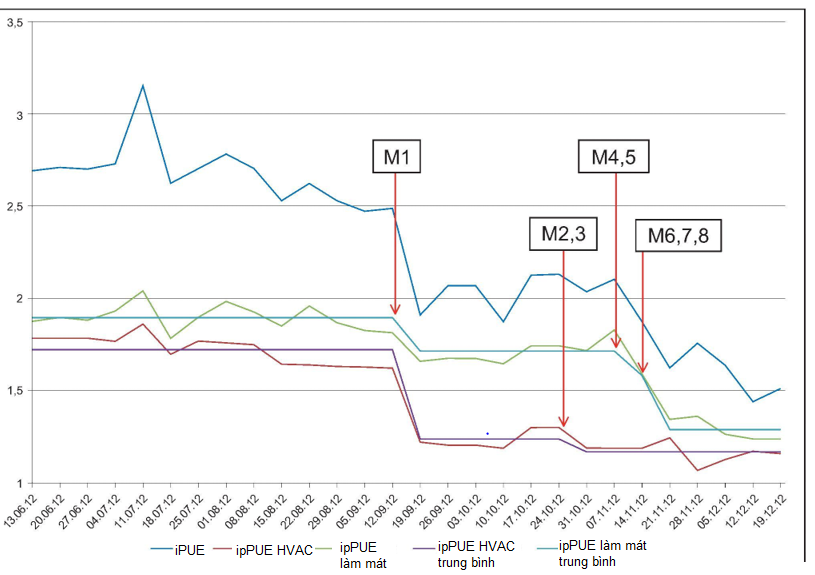 3,5
3
2,5
2
1,5
1
M1
M4,5
M2,3
M6,7,8
13.06.12
20.06.12
27.06.12
04.07.12
11.07.12
18.07.12
25.07.12
01.08.12
08.08.12
15.08.12
22.08.12
29.08.12
05.09.12
12.09.12
19.09.12
26.09.12
03.10.12
10.10.12
17.10.12
24.10.12
31.10.12
07.11.12
14.11.12
21.11.12
28.11.12
05.12.12
12.12.12
19.12.12
iPUE
ipPUE HVAC
ipPUE
làm mát
ipPUE HVAC
trung bình
ipPUE làm mát
trung bình